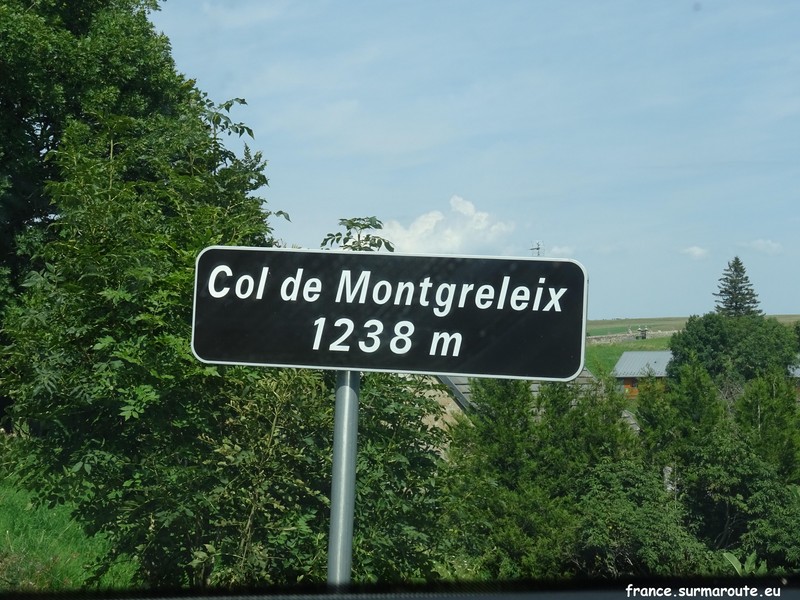 Col de Montgreleix
1238 m
france.surmaroute.eu